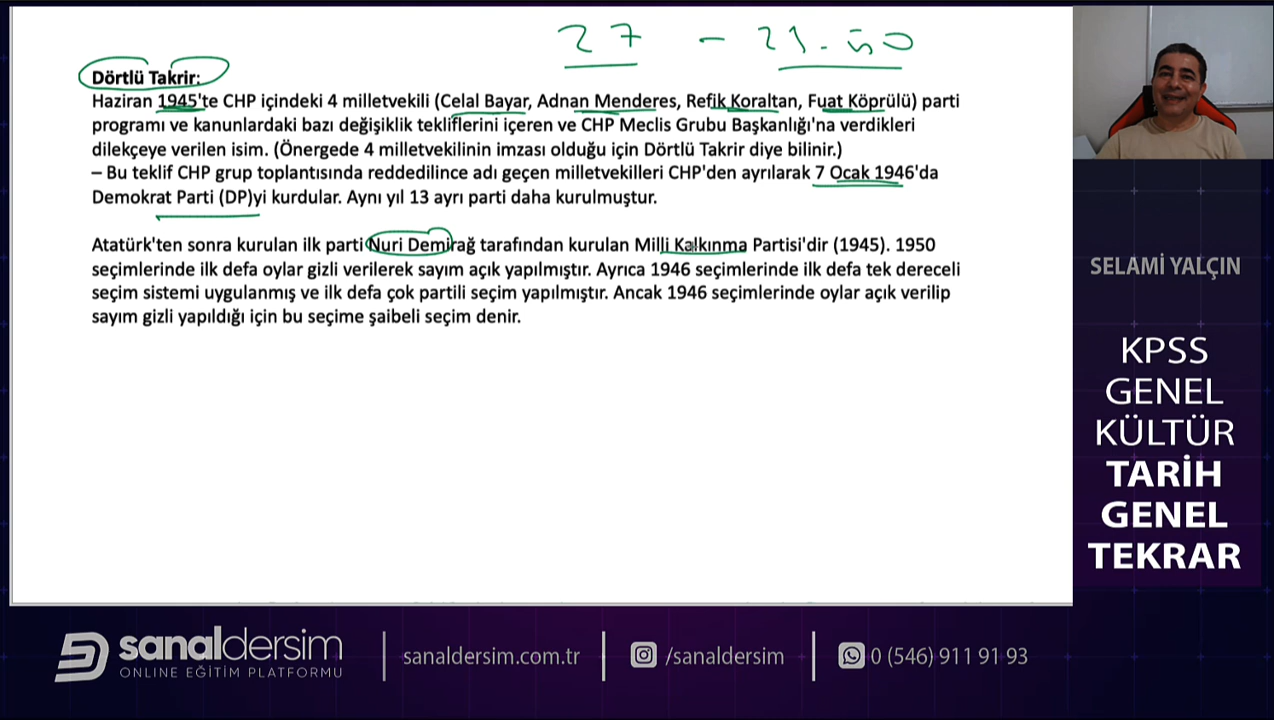 27 - 21.50
Dörtlü Takrir:
Haziran 1945'te CHP içindeki 4 milletvekili (Celal Bayar, Adnan Menderes, Refik Koraltan, Fuat Köprülü) parti
programı ve kanunlardaki bazı değişiklik tekliflerini içeren ve CHP Meclis Grubu Başkanlığı'na verdikleri
dilekçeye verilen isim. (Önergede 4 milletvekilinin imzası olduğu için Dörtlü Takrir diye bilinir.)
– Bu teklif CHP grup toplantısında reddedilince adı geçen milletvekilleri CHP'den ayrılarak 7 Ocak 1946'da
Demokrat Parti (DP)yi kurdular. Aynı yıl 13 ayrı parti daha kurulmuştur.
Atatürk'ten sonra kurulan ilk parti Nuri Demirağ tarafından kurulan Milli Kalkınma Partisi'dir (1945). 1950
seçimlerinde ilk defa oylar gizli verilerek sayım açık yapılmıştır. Ayrıca 1946 seçimlerinde ilk defa tek dereceli
seçim sistemi uygulanmış ve ilk defa çok partili seçim yapılmıştır. Ancak 1946 seçimlerinde oylar açık verilip
sayım gizli yapıldığı için bu seçime şaibeli seçim denir.
SELAMİ YALÇIN
KPSS
GENEL
KÜLTÜR
TARİH
GENEL
TEKRAR
sanaldersim
ONLINE EĞİTİM PLATFORMU
sanaldersim.com.tr
/sanaldersim
0 (546) 911 91 93